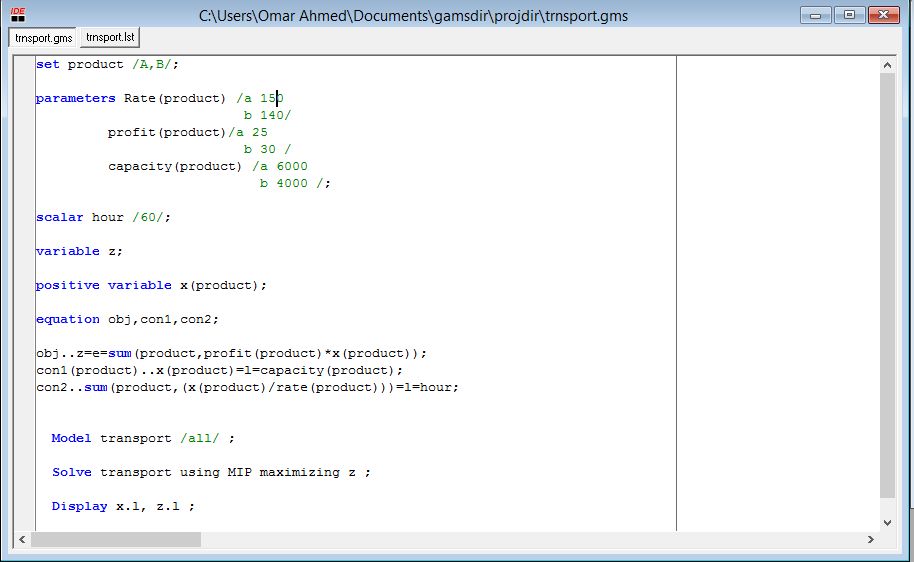 IDE
C:\Users\Omar Ahmed\Documents\gamsdir\projdir\trnsport.gms
trnsport.gms trnsport.lst
set product /A,B/;
parameters Rate(product) /a 150
b 140/
profit(product)/a 25
b 30 /
capacity(product) /a 6000
b 4000 /;
scalar hour /60/;
variable z;
positive variable x(product);
equation obj,con1,con2;
obj..z=e=sum(product,profit(product)*x(product));
con1(product)..x(product)=l=capacity(product);
con2..sum(product,(x(product)/rate(product)))=l=hour;
Model transport /all/ ;
Solve transport using MIP maximizing z ;
Display x.l, z.l ;